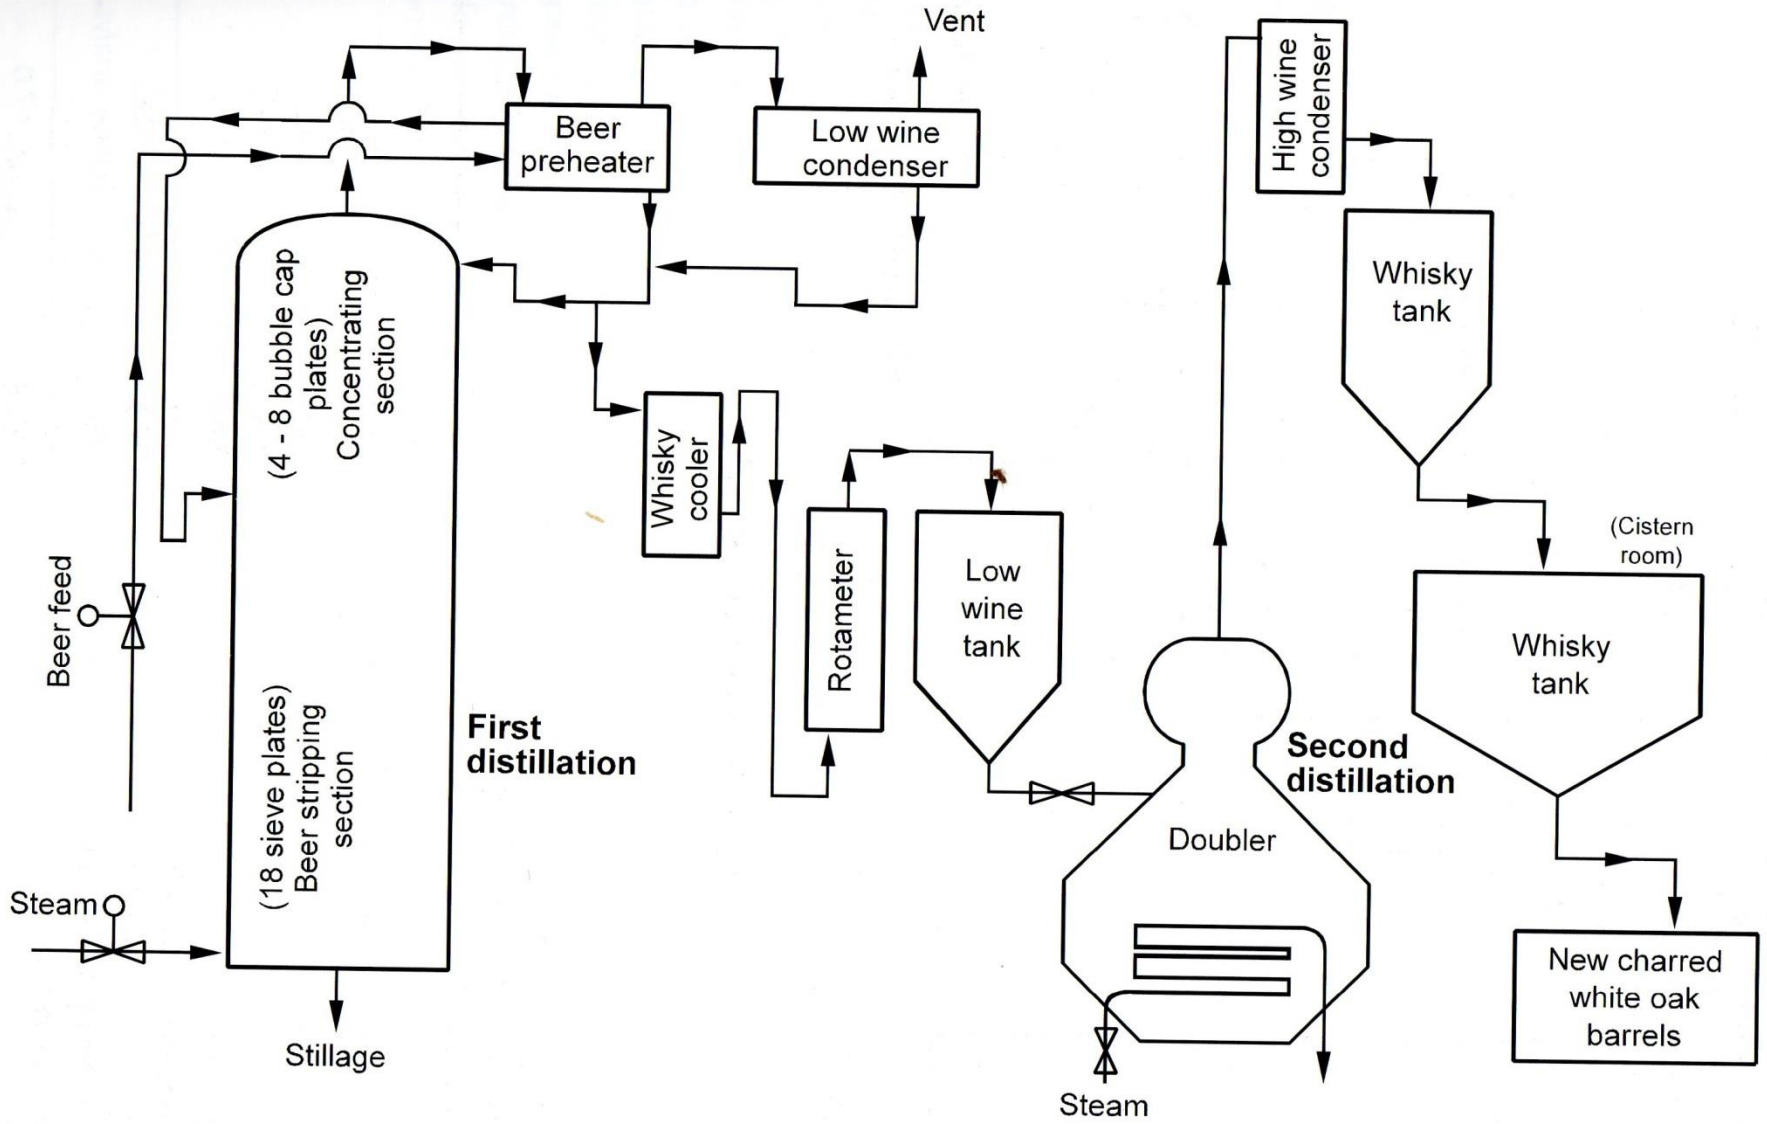 Vent
Beer
preheater
Low wine
condenser
High wine
condenser
Whisky
tank
(4 - 8 bubble cap
plates)
Concentrating
section
Whisky
cooler
Beer feed
Rotameter
Low
wine
tank
(Cistern
room)
Whisky
tank
(18 sieve plates)
Beer stripping
section
First
distillation
Second
distillation
Doubler
Steam
Stillage
Steam
New charred
white oak
barrels